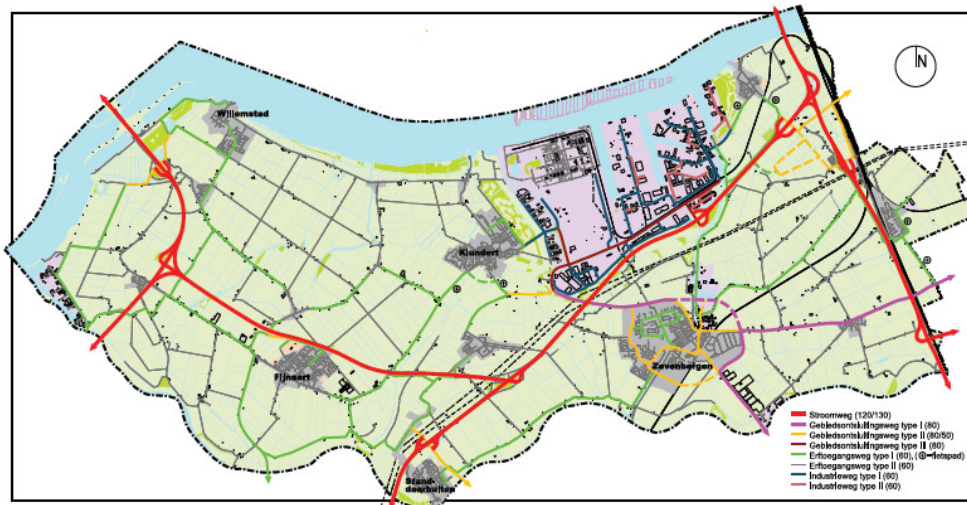 N
Willemstad
Klundert
Fijnaart
Zevenbergen
Stand-
daarbuiten
Stroomweg (120/130)
Gebiedsontsluitingsweg type I (80)
Gebiedsontsluitingsweg type II (80/50)
Gebiedsontsluitingsweg type III (80)
Erftoegangsweg type I (60), (⊕=fietspad)
Erftoegangsweg type II (60)
Industrieweg type I (60)
Industrieweg type II (60)